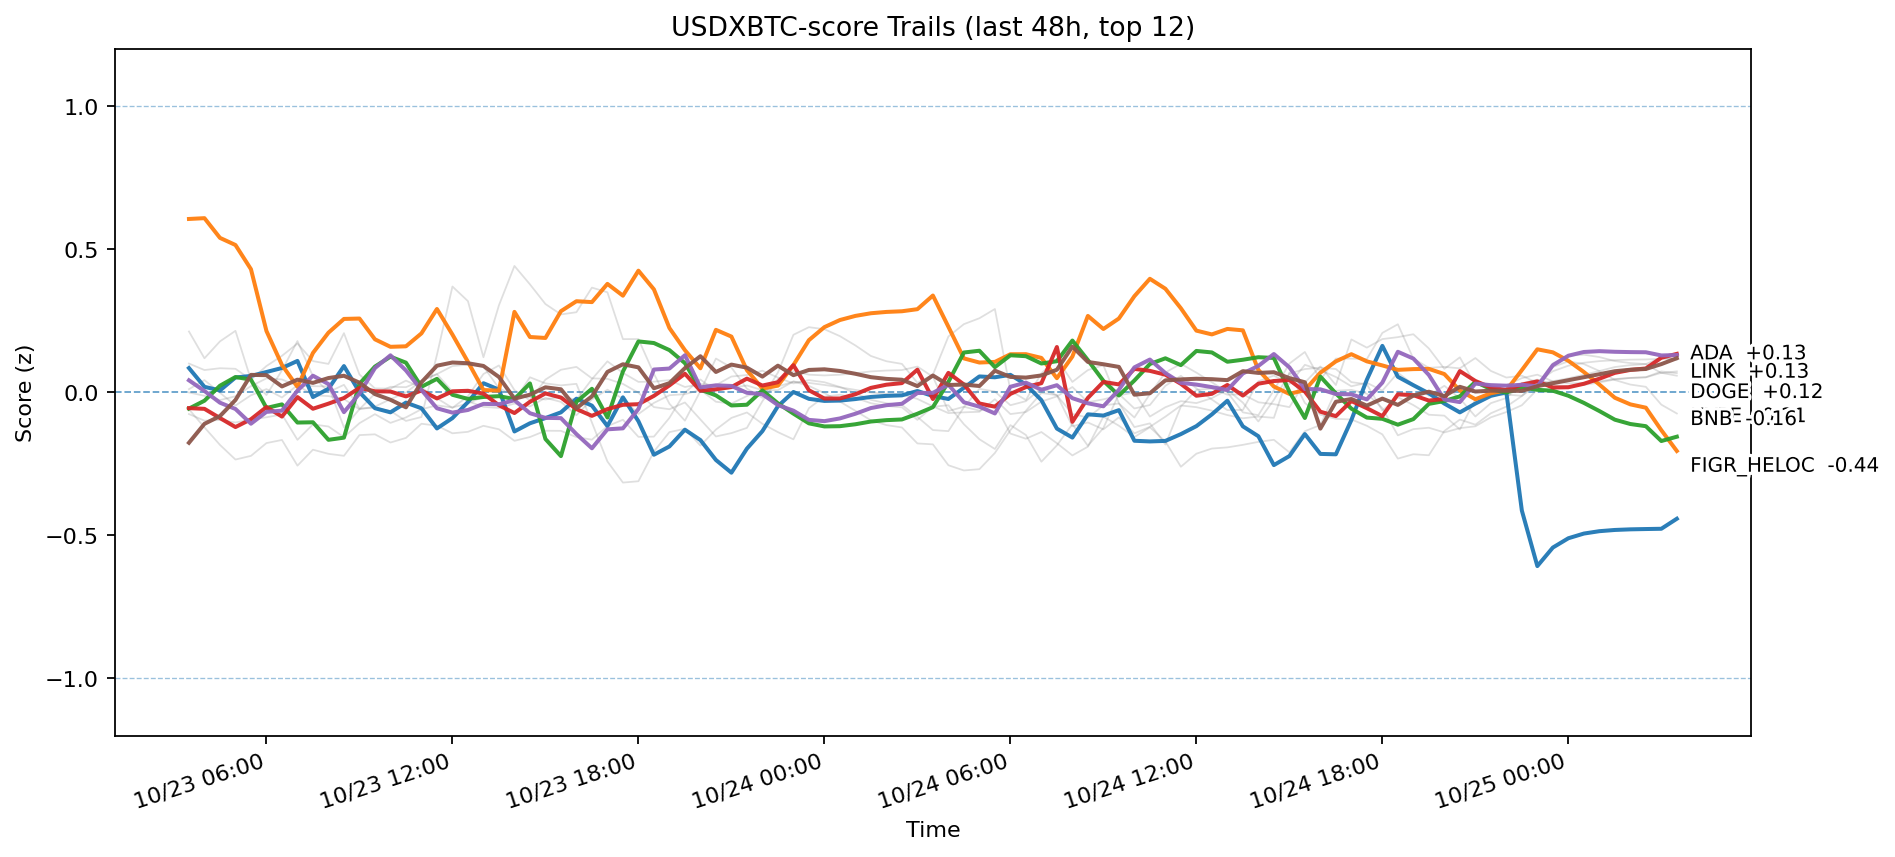 USDXBTC-score Trails (last 48h, top 12)
Score (z)
1.0
0.5
0.0
−0.5
−1.0
ADA +0.13
LINK +0.13
DOGE +0.12
BNB -0.16
FIGR_HELOC -0.44
10/23 06:00
10/23 12:00
10/23 18:00
10/24 00:00
10/24 06:00
10/24 12:00
10/24 18:00
10/25 00:00
Time